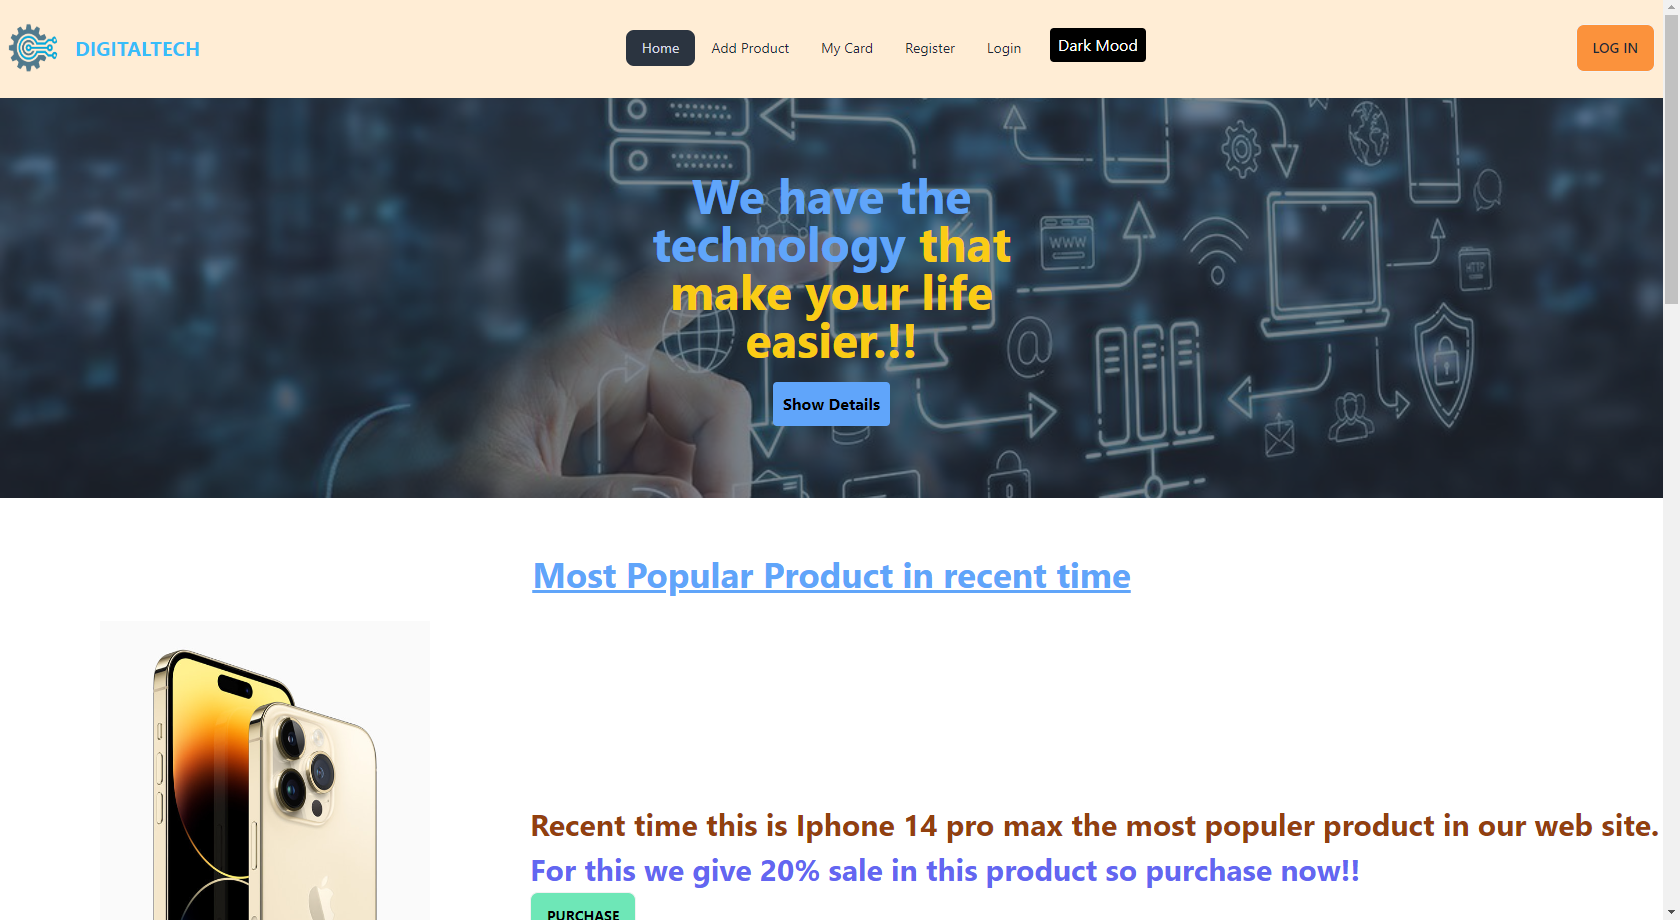 DIGITALTECH
Home Add Product My Card Register Login Dark Mood LOG IN
We have the
technology that
make your life
easier.!!
WWW
HTTP
@
Show Details
Most Popular Product in recent time
Recent time this is Iphone 14 pro max the most populer product in our web site.
For this we give 20% sale in this product so purchase now!!
PURCHASE